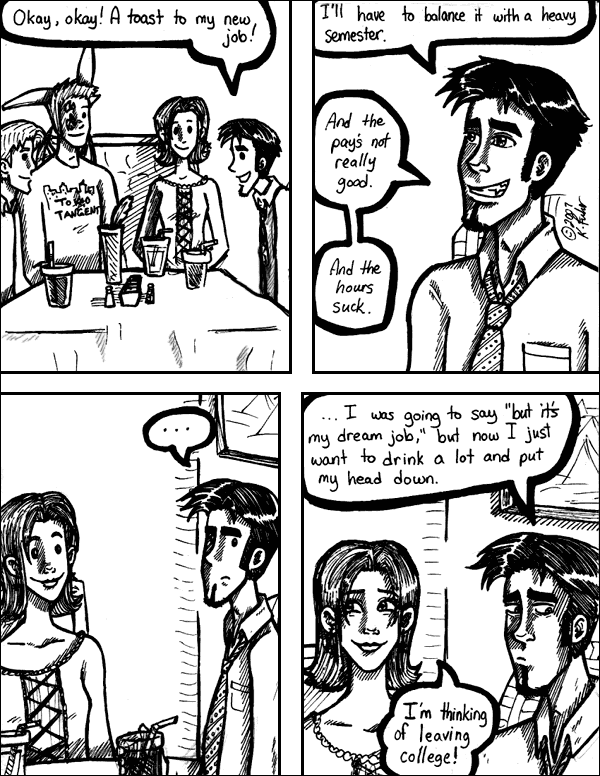 Okay, okay! A toast to my new
job!
TANGENT
I'll have to balance it with a heavy
semester.
And the
pay's not
really
good.
And the
hours
suck.
©2007
K.
...
... I was going to say "but it's
my dream job," but now I just
want to drink a lot and put
my head down.
I'm thinking
of leaving
college!